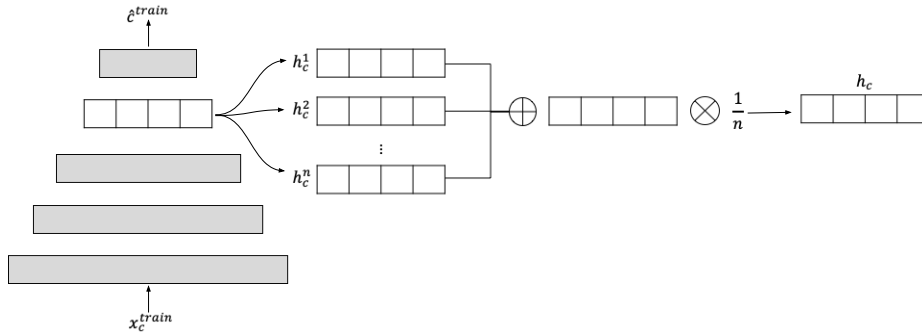 ĉ^{train}
h_c^1
h_c^2
⋮
h_c^n
1/n
h_c
x_c^{train}